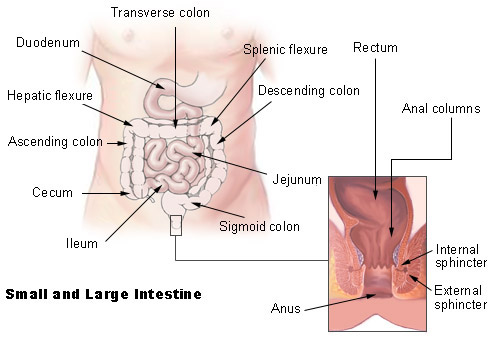 Transverse colon
Duodenum
Splenic flexure
Rectum
Hepatic flexure
Descending colon
Anal columns
Ascending colon
Jejunum
Cecum
Sigmoid colon
Ileum
Internal
sphincter
External
sphincter
Small and Large Intestine
Anus